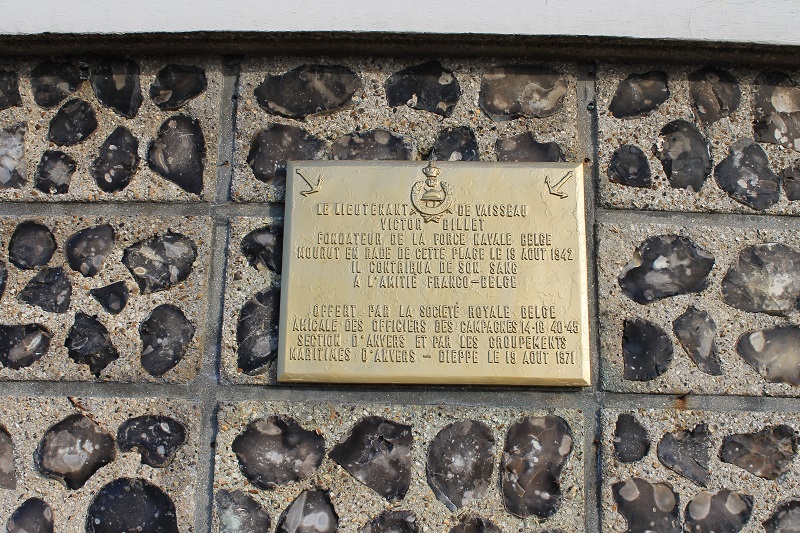 LE LIEUTENANT DE VAISSEAU
VICTOR BILLET
FONDATEUR DE LA FORCE NAVALE BELGE
MOURUT EN RADE DE CETTE PLAGE LE 19 AOUT 1942
IL CONTRIBUA DE SON SANG
A L'AMITIÉ FRANCO-BELGE
OFFERT PAR LA SOCIETÉ ROYALE BELGE
AMICALE DES OFFICIERS DES CAMPAGNES 14-18-40-45
SECTION D'ANVERS ET PAR LES GROUPEMENTS
MARITIMES D'ANVERS - DIEPPE LE 19 AOUT 1971